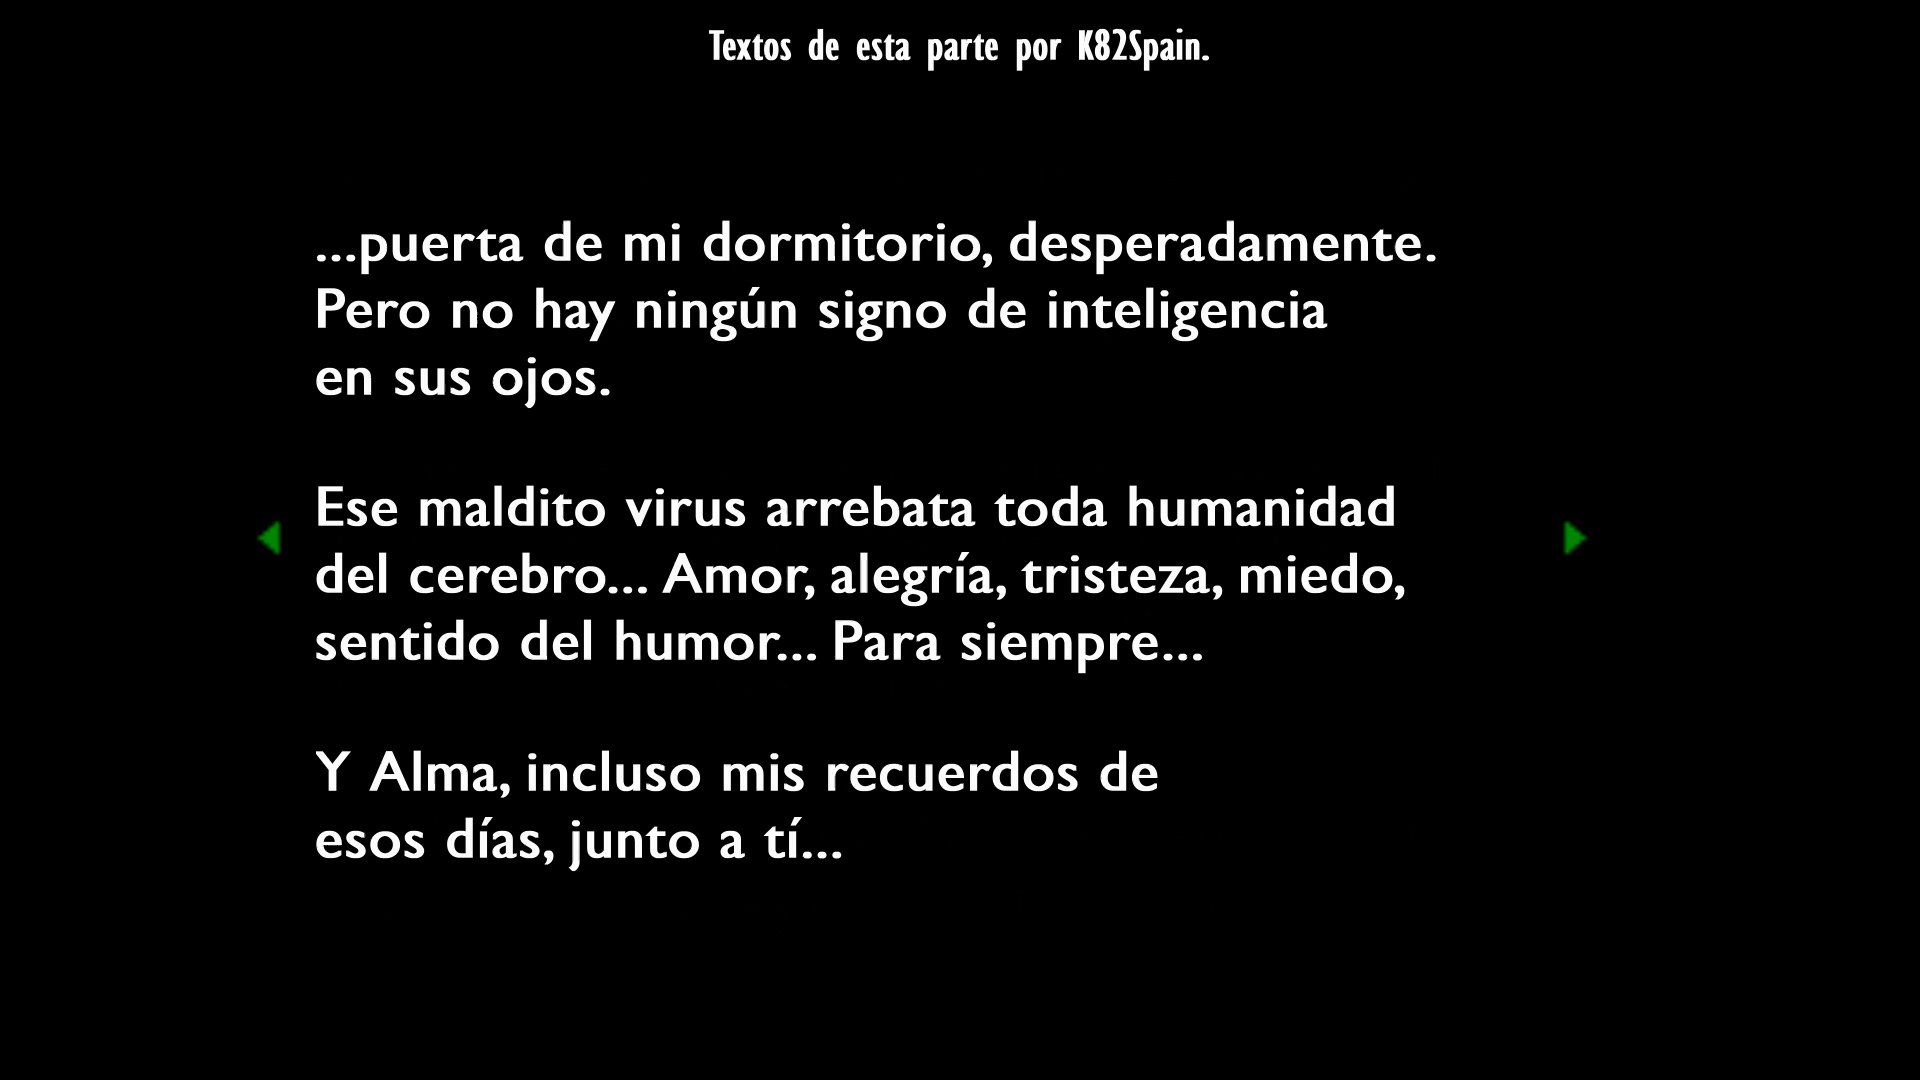 Textos de esta parte por K82Spain.
...puerta de mi dormitorio, desperadamente.
Pero no hay ningún signo de inteligencia
en sus ojos.
Ese maldito virus arrebata toda humanidad
del cerebro... Amor, alegría, tristeza, miedo,
sentido del humor... Para siempre...
Y Alma, incluso mis recuerdos de
esos días, junto a tí...